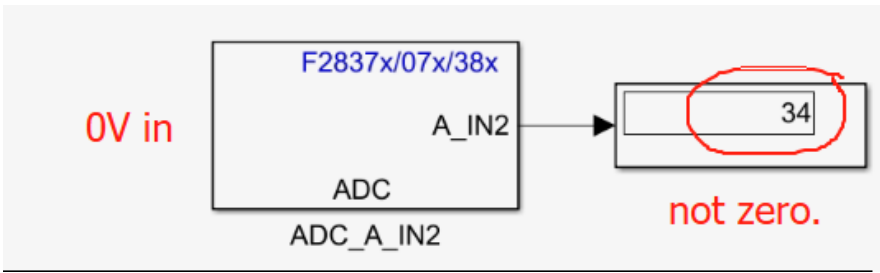 F2837x/07x/38x
0V in
A_IN2
34
ADC
not zero.
ADC_A_IN2